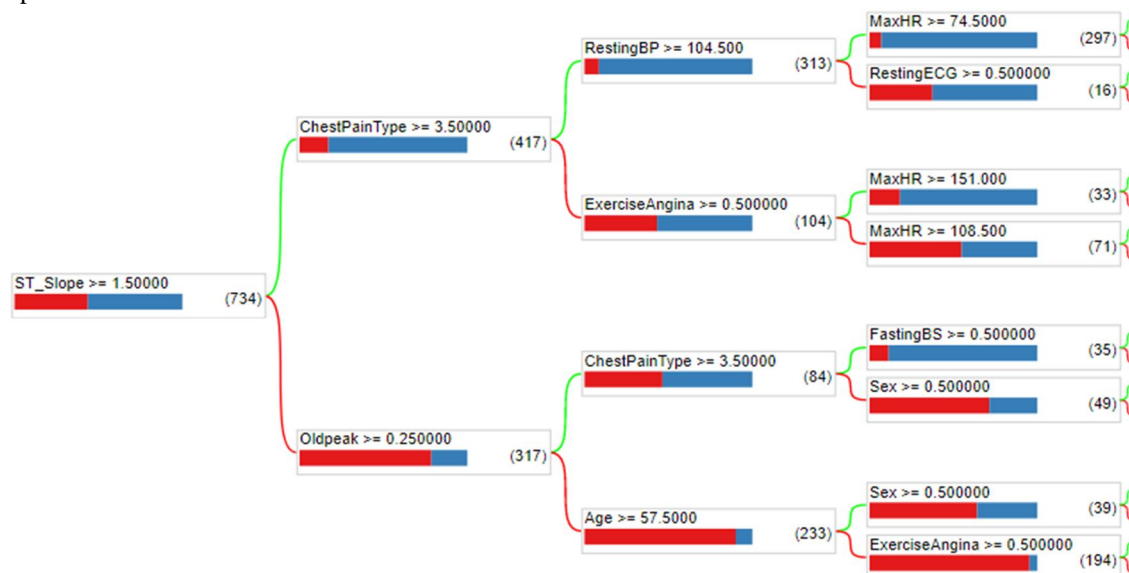 MaxHR >= 74.5000
(297)
RestingBP >= 104.500
(313)
RestingECG >= 0.500000
(16)
ChestPainType >= 3.50000
(417)
MaxHR >= 151.000
(33)
ExerciseAngina >= 0.500000
(104)
MaxHR >= 108.500
(71)
ST_Slope >= 1.50000
(734)
FastingBS >= 0.500000
(35)
ChestPainType >= 3.50000
(84)
Sex >= 0.500000
(49)
Oldpeak >= 0.250000
(317)
Sex >= 0.500000
(39)
Age >= 57.5000
(233)
ExerciseAngina >= 0.500000
(194)